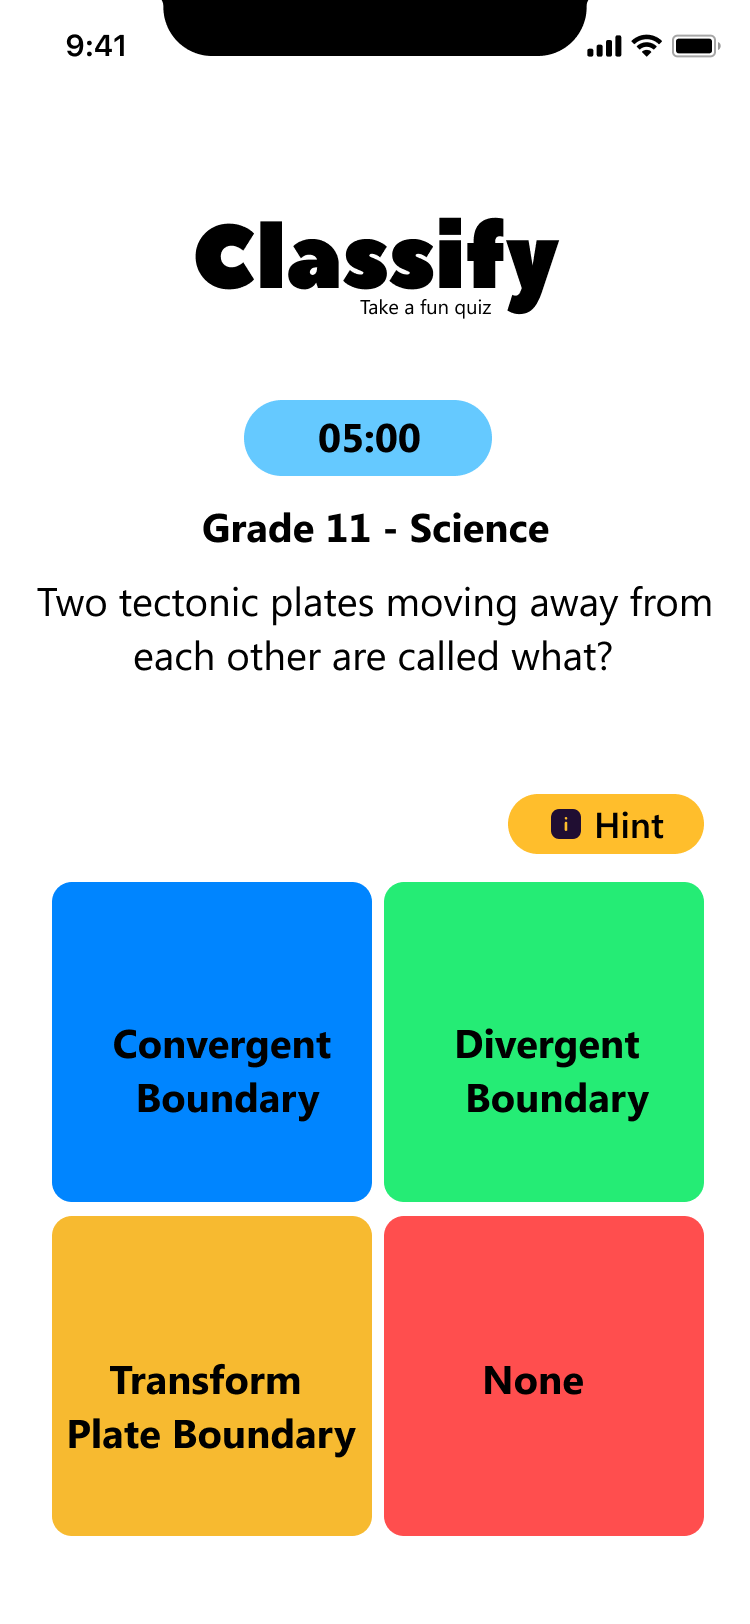 9:41
Classify
Take a fun quiz
05:00
Grade 11 - Science
Two tectonic plates moving away from
each other are called what?
i Hint
Convergent
Boundary
Divergent
Boundary
Transform
Plate Boundary
None